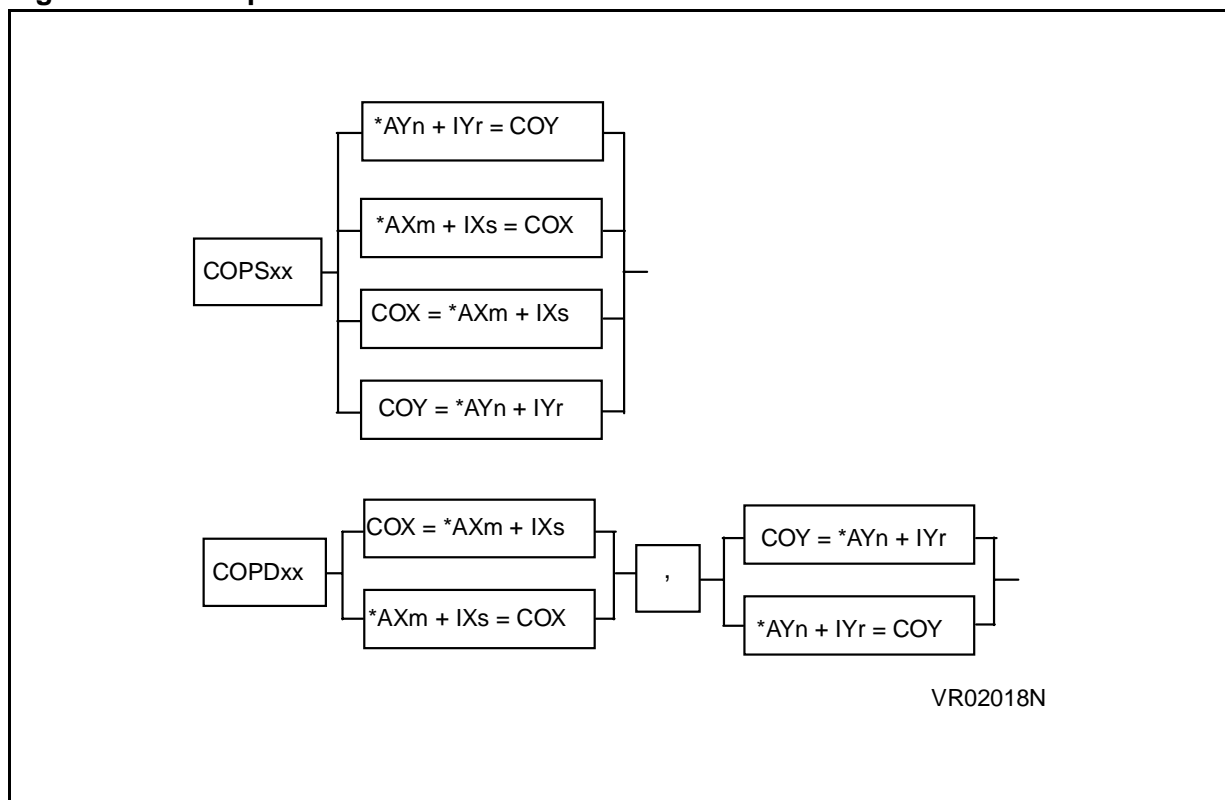 *AYn + IYr = COY
*AXm + IXs = COX
COPSxx
COX = *AXm + IXs
COY = *AYn + IYr
COX = *AXm + IXs
COY = *AYn + IYr
COPDxx
,
*AXm + IXs = COX
*AYn + IYr = COY
VR02018N